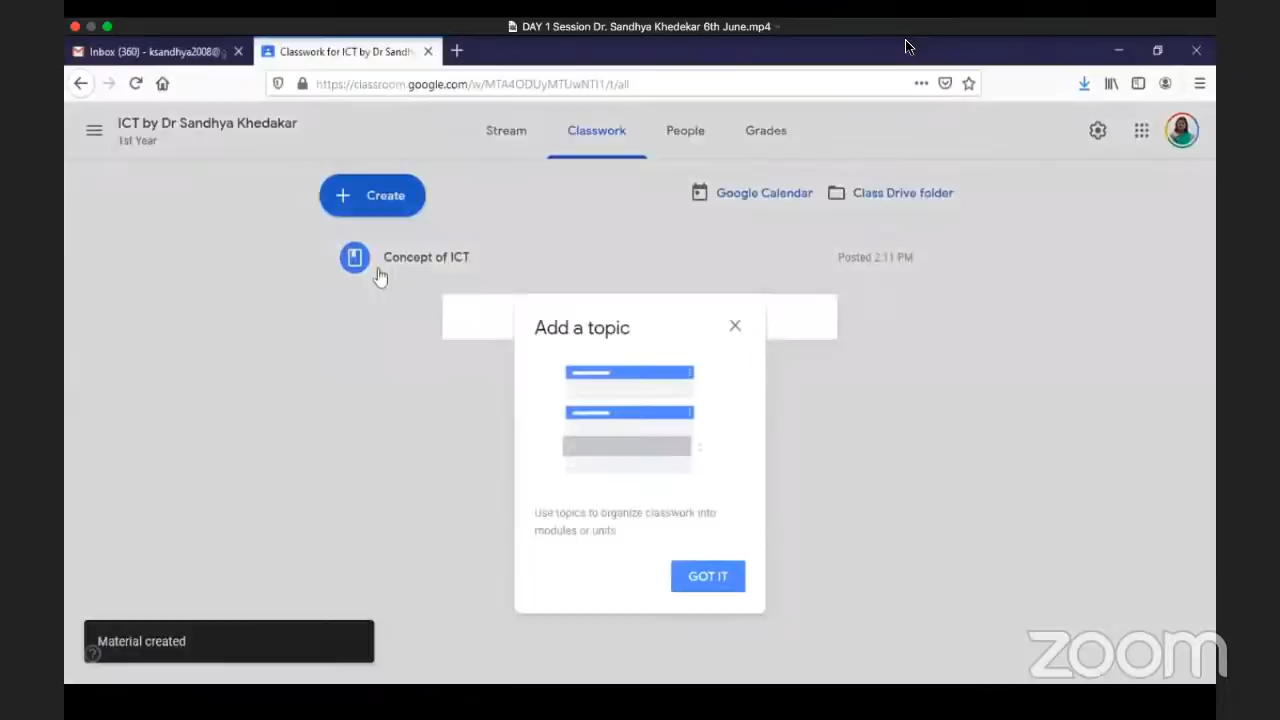 DAY 1 Session Dr. Sandhya Khedekar 6th June.mp4
Inbox (360) - ksandhya2008@g
Classwork for ICT by Dr Sandh
https://classroom.google.com/w/MTA4ODUyMTUwNTI1/t/all
ICT by Dr Sandhya Khedakar
1st Year
Stream
Classwork
People
Grades
Create
Google Calendar
Class Drive folder
Concept of ICT
Posted 2:11 PM
Add a topic
Use topics to organize classwork into
modules or units
GOT IT
Material created
zoom